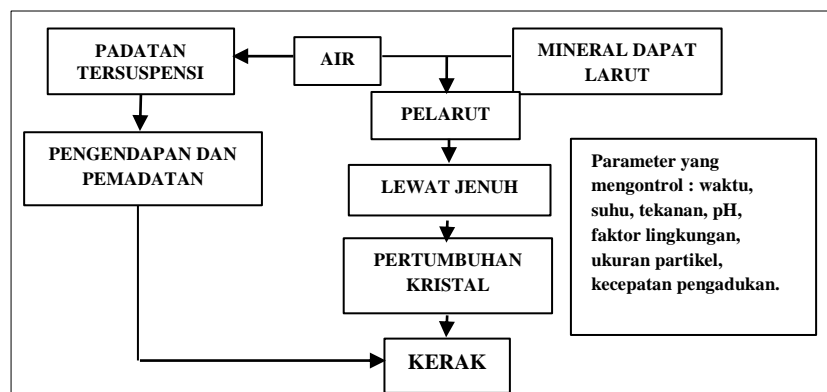 PADATAN
TERSUSPENSI
AIR
MINERAL DAPAT
LARUT
PELARUT
PENGENDAPAN DAN
PEMADATAN
LEWAT JENUH
Parameter yang
mengontrol : waktu,
suhu, tekanan, pH,
faktor lingkungan,
ukuran partikel,
kecepatan pengadukan.
PERTUMBUHAN
KRISTAL
KERAK